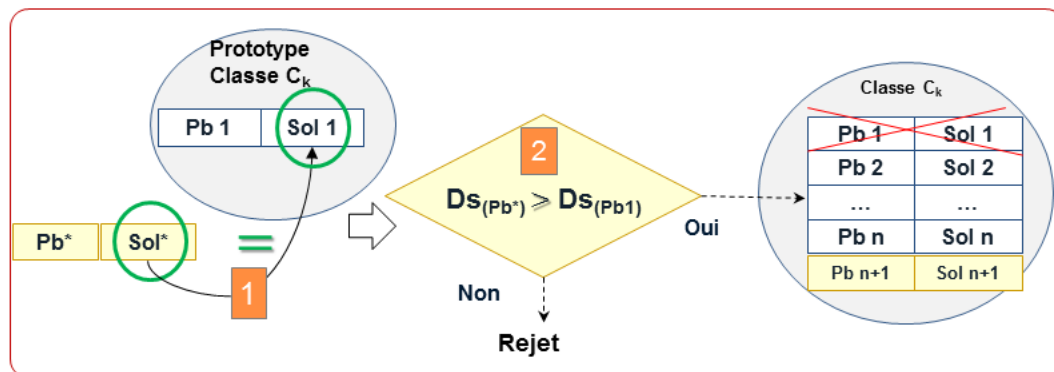 Prototype
Classe Ck
Pb 1 Sol 1
Pb* Sol*
=
1
2
Ds(Pb*) ⩾ Ds(Pb1)
Oui
Non
Rejet
Classe Ck
Pb 1 Sol 1
Pb 2 Sol 2
... ...
Pb n Sol n
Pb n+1 Sol n+1